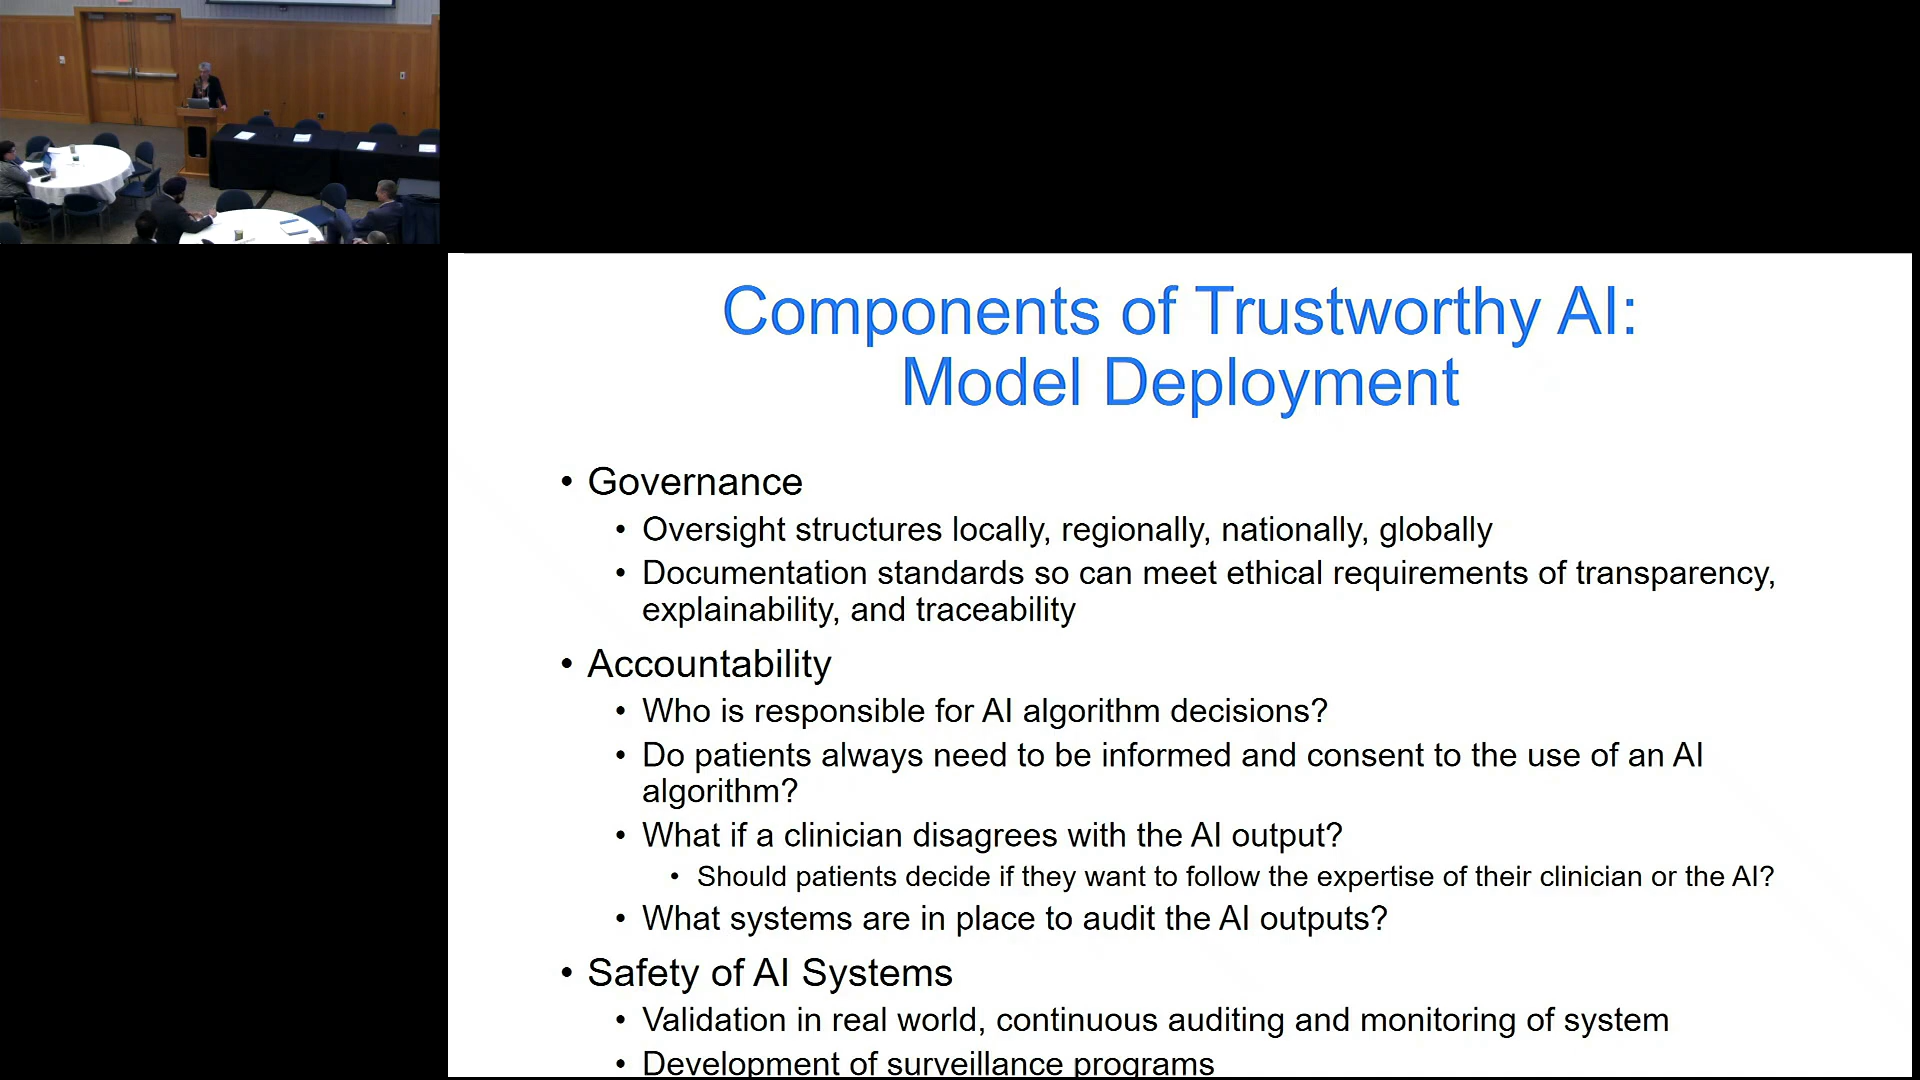 Components of Trustworthy AI:
Model Deployment
• Governance
• Oversight structures locally, regionally, nationally, globally
• Documentation standards so can meet ethical requirements of transparency,
explainability, and traceability
• Accountability
• Who is responsible for AI algorithm decisions?
• Do patients always need to be informed and consent to the use of an AI
algorithm?
• What if a clinician disagrees with the AI output?
• Should patients decide if they want to follow the expertise of their clinician or the AI?
• What systems are in place to audit the AI outputs?
• Safety of AI Systems
• Validation in real world, continuous auditing and monitoring of system
• Development of surveillance programs